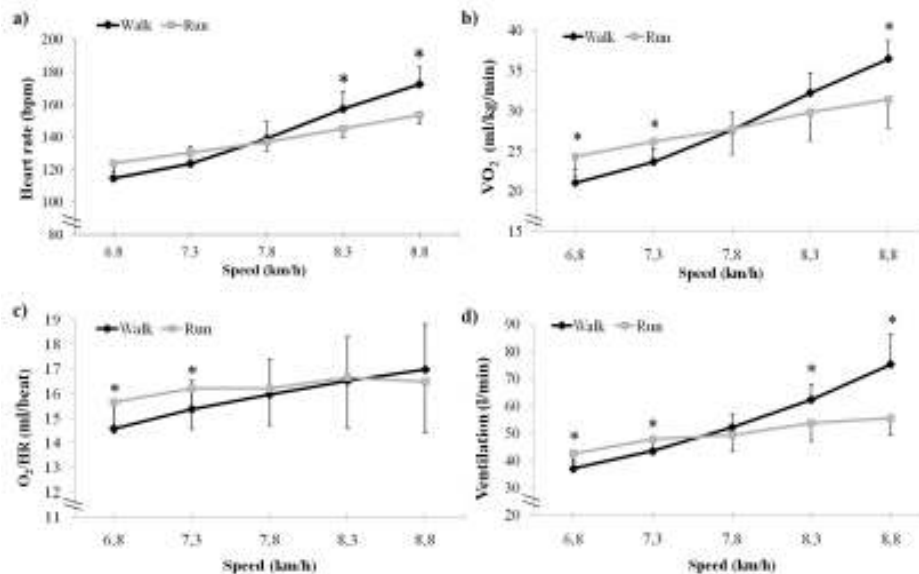 a)
Walk Run
200
180
160
140
120
100
80
Heart rate (bpm)
* *
6,8 7,3 7,8 8,3 8,8
Speed (km/h)
b)
Walk Run
40
35
30
25
20
15
VO2 (ml/kg/min)
* * *
6,8 7,3 7,8 8,3 8,8
Speed (km/h)
c)
Walk Run
19
18
17
16
15
14
13
12
11
O2/HR (ml/beat)
* *
6,8 7,3 7,8 8,3 8,8
Speed (km/h)
d)
Walk Run
90
80
70
60
50
40
30
20
Ventilation (l/min)
* * * *
6,8 7,3 7,8 8,3 8,8
Speed (km/h)